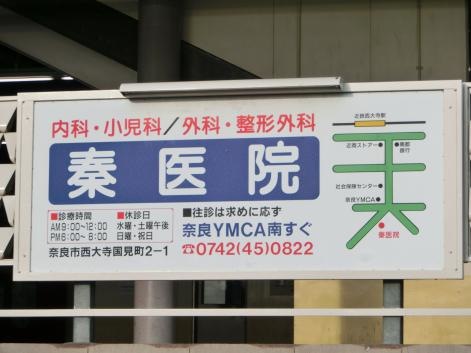 内科・小児科／外科・整形外科
秦医院
■診療時間
AM9:00~12:00
PM6:00~8:00
■休診日
水曜・土曜午後
日曜・祝日
■往診は求めに応ず
奈良YMCA南すぐ
☎0742(45)0822
奈良市西大寺国見町2-1
近鉄西大寺駅
近商ストアー
南都銀行
社会保険センター
奈良YMCA
秦医院